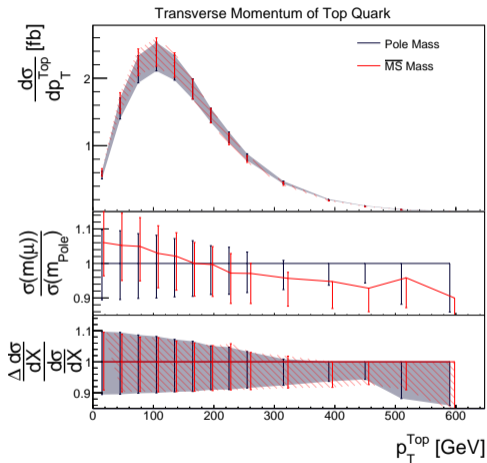 Transverse Momentum of Top Quark
dσ/dp_T^Top [fb]
Pole Mass
M̅S̅ Mass
2
1
σ(m(μ))/σ(m_Pole)
1.1
1
0.9
Δ dσ/dX / dσ/dX
1.1
1
0.9
0 100 200 300 400 500 600 700
p_T^Top [GeV]